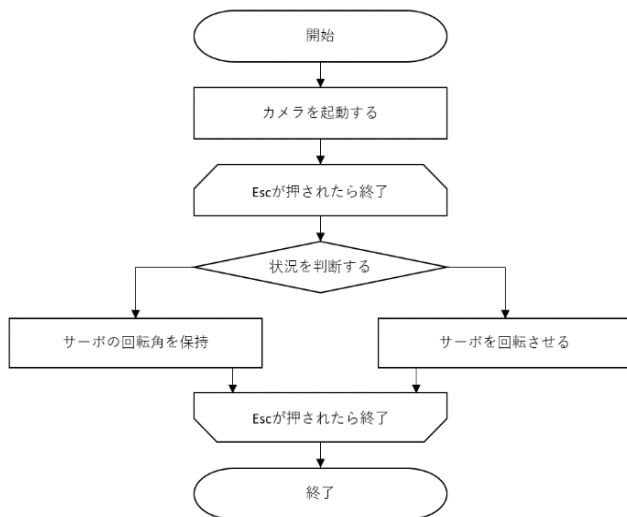 開始
カメラを起動する
Escが押されたら終了
状況を判断する
サーボの回転角を保持
サーボを回転させる
Escが押されたら終了
終了